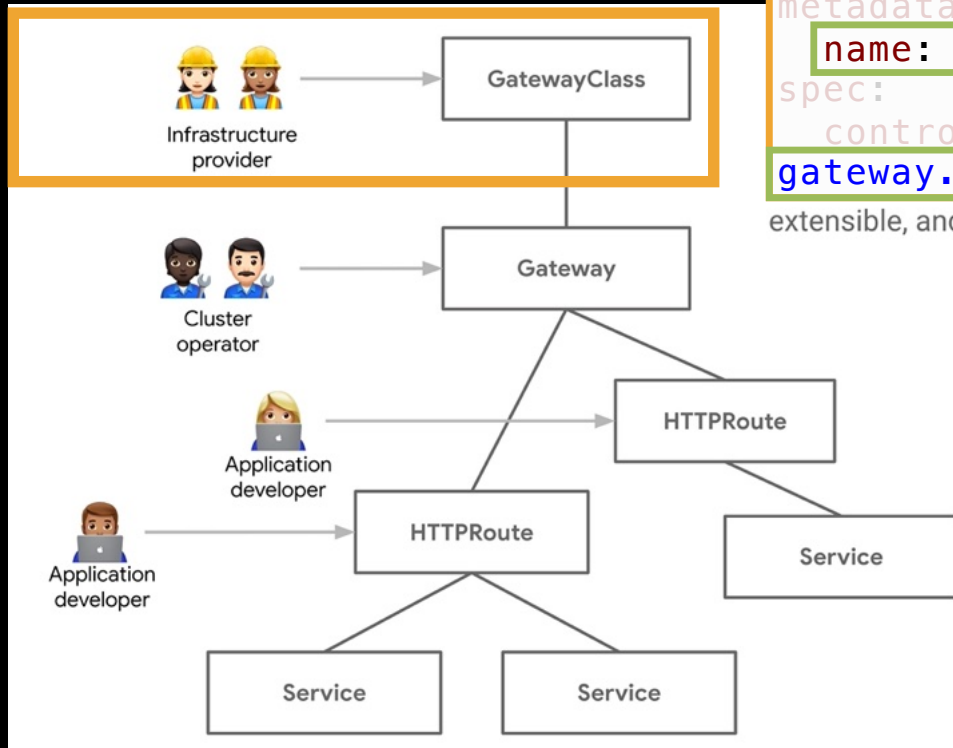 metadata
name:
spec:
contro
gateway.
extensible, and
Infrastructure
provider
GatewayClass
Cluster
operator
Gateway
Application
developer
HTTPRoute
Application
developer
HTTPRoute
Service
Service
Service